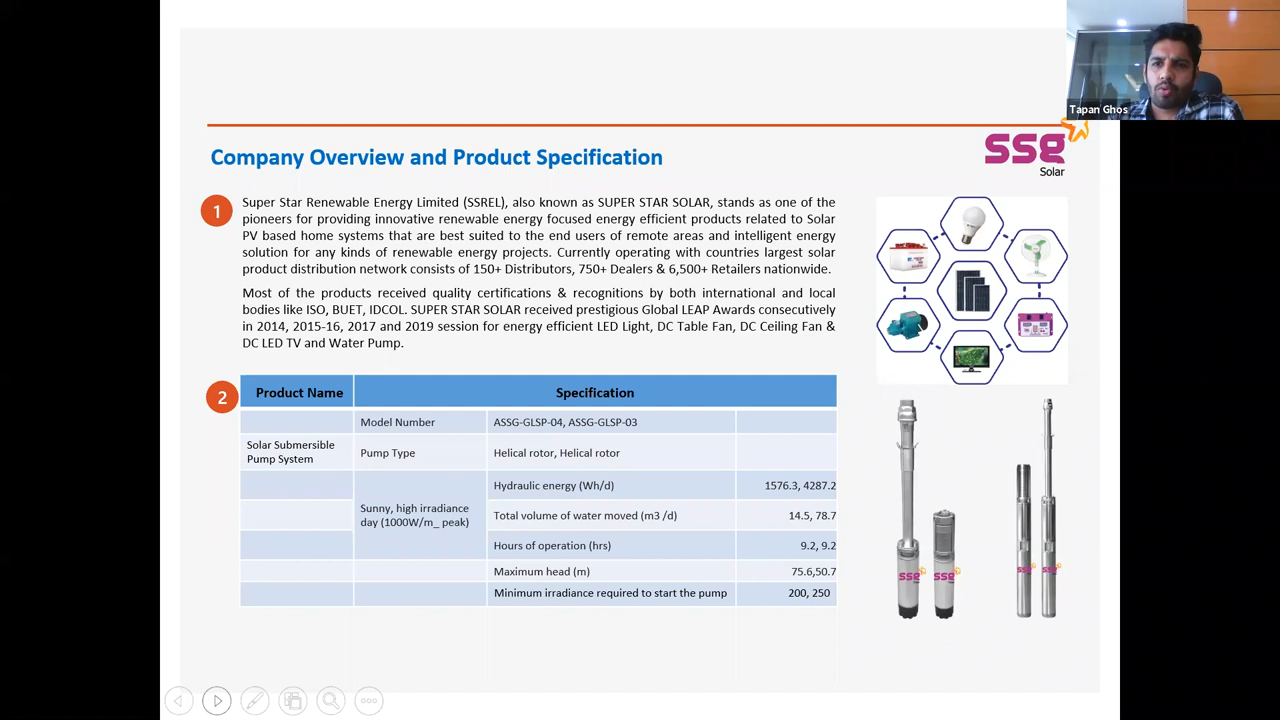 Tapan Ghos
Company Overview and Product Specification
ssg
Solar
1
Super Star Renewable Energy Limited (SSREL), also known as SUPER STAR SOLAR, stands as one of the
pioneers for providing innovative renewable energy focused energy efficient products related to Solar
PV based home systems that are best suited to the end users of remote areas and intelligent energy
solution for any kinds of renewable energy projects. Currently operating with countries largest solar
product distribution network consists of 150+ Distributors, 750+ Dealers & 6,500+ Retailers nationwide.
Most of the products received quality certifications & recognitions by both international and local
bodies like ISO, BUET, IDCOL. SUPER STAR SOLAR received prestigious Global LEAP Awards consecutively
in 2014, 2015-16, 2017 and 2019 session for energy efficient LED Light, DC Table Fan, DC Ceiling Fan &
DC LED TV and Water Pump.
2
Product Name Specification
Model Number ASSG-GLSP-04, ASSG-GLSP-03
Solar Submersible
Pump System
Pump Type Helical rotor, Helical rotor
Sunny, high irradiance
day (1000W/m_ peak)
Hydraulic energy (Wh/d) 1576.3, 4287.2
Total volume of water moved (m3 /d) 14.5, 78.7
Hours of operation (hrs) 9.2, 9.2
Maximum head (m) 75.6,50.7
Minimum irradiance required to start the pump 200, 250
ssg
ssg
ssg
ssg